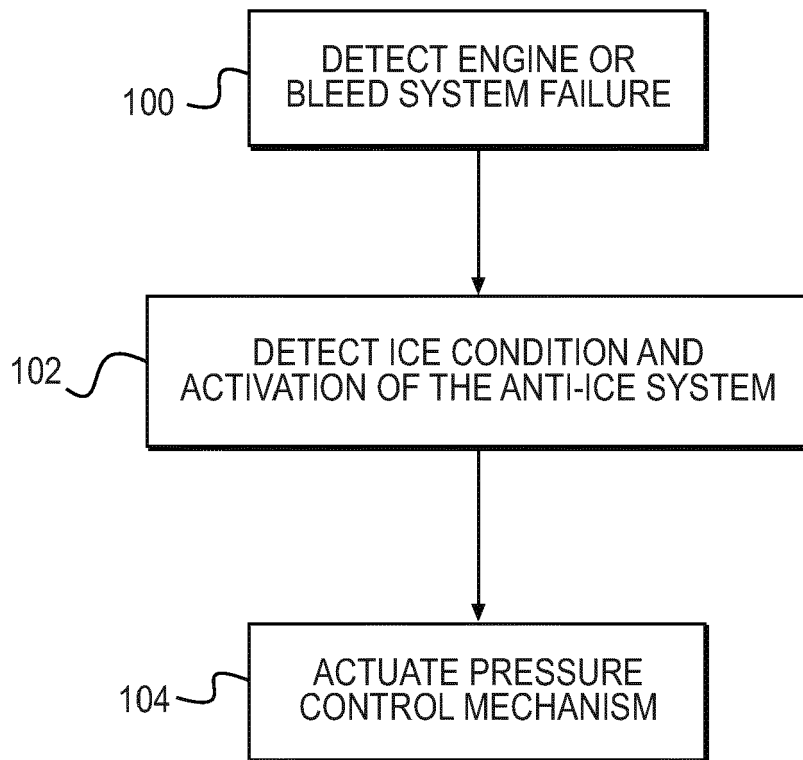 DETECT ENGINE OR
BLEED SYSTEM FAILURE
100
DETECT ICE CONDITION AND
ACTIVATION OF THE ANTI-ICE SYSTEM
102
ACTUATE PRESSURE
CONTROL MECHANISM
104